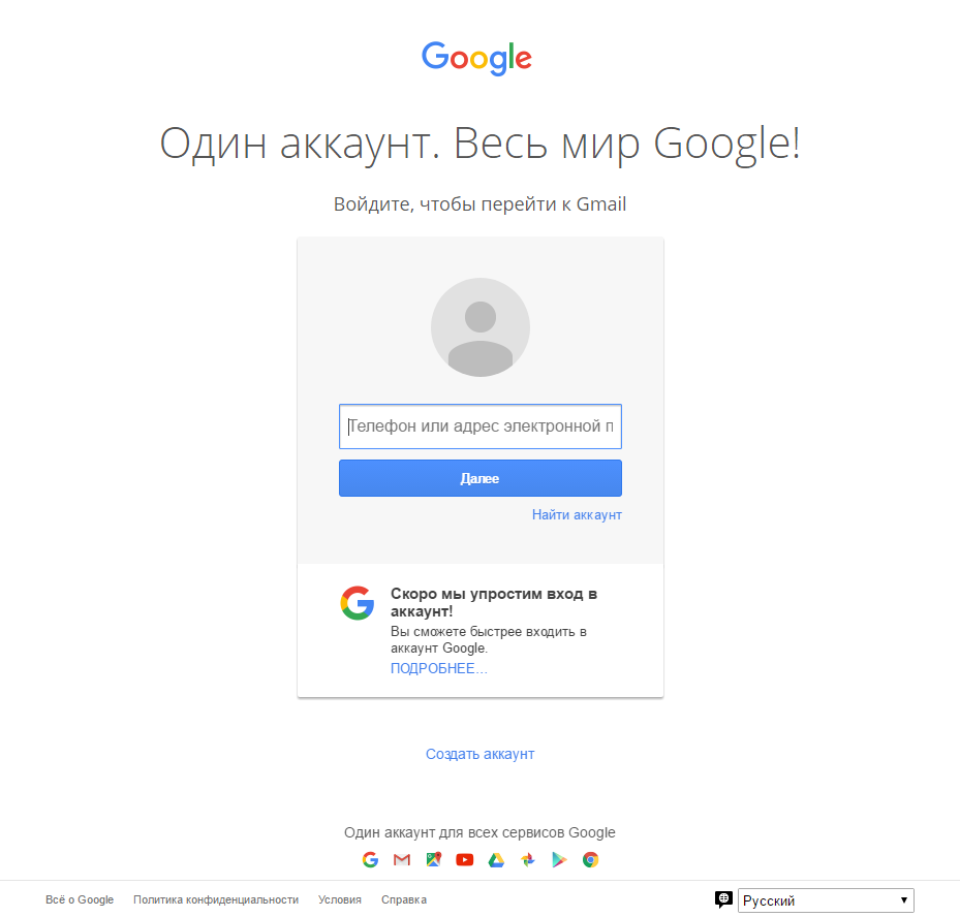 Google
Один аккаунт. Весь мир Google!
Войдите, чтобы перейти к Gmail
Телефон или адрес электронной п
Далее
Найти аккаунт
Скоро мы упростим вход в
аккаунт!
Вы сможете быстрее входить в
аккаунт Google.
ПОДРОБНЕЕ...
Создать аккаунт
Один аккаунт для всех сервисов Google
Всё о Google Политика конфиденциальности Условия Справка Русский